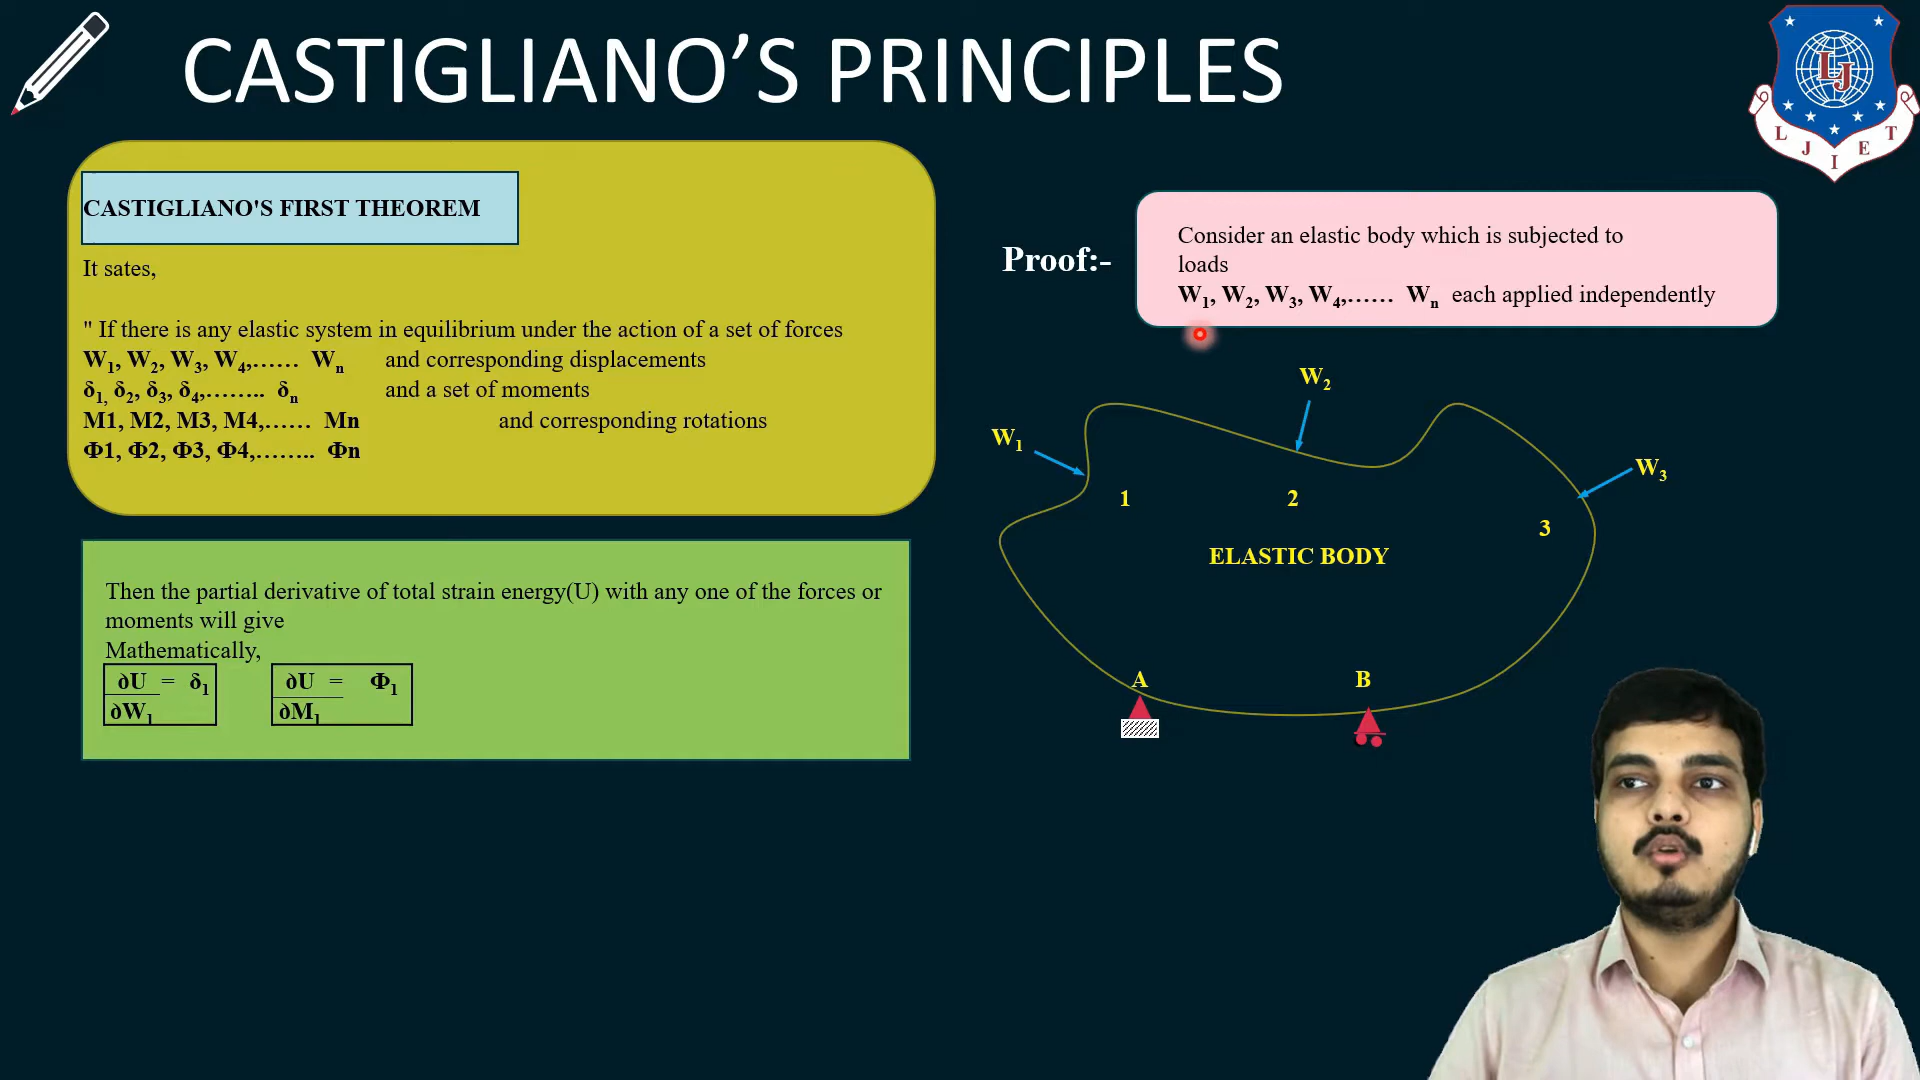 CASTIGLIANO’S PRINCIPLES
LJ
L J I E T
CASTIGLIANO'S FIRST THEOREM
It sates,
" If there is any elastic system in equilibrium under the action of a set of forces
W1, W2, W3, W4,…… Wn and corresponding displacements
δ1, δ2, δ3, δ4,…….. δn and a set of moments
M1, M2, M3, M4,…… Mn and corresponding rotations
Φ1, Φ2, Φ3, Φ4,…….. Φn
Then the partial derivative of total strain energy(U) with any one of the forces or
moments will give
Mathematically,
∂U = δ1
∂W1
∂U = Φ1
∂M1
Proof:-
Consider an elastic body which is subjected to
loads
W1, W2, W3, W4,…… Wn each applied independently
W2
W1
W3
1
2
3
ELASTIC BODY
A
B